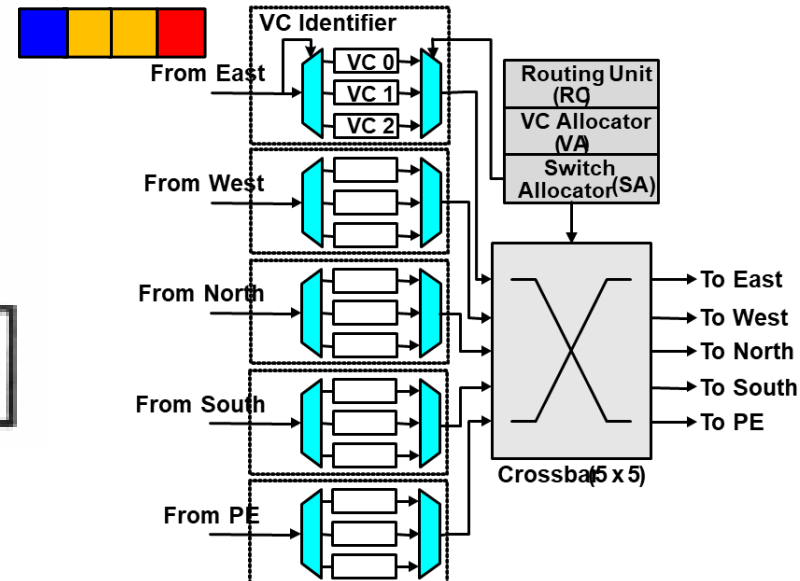 VC Identifier
From East
VC 0
VC 1
VC 2
Routing Unit
(RC)
VC Allocator
(VA)
Switch
Allocator(SA)
From West
From North
From South
From PE
To East
To West
To North
To South
To PE
Crossbar(5 x 5)